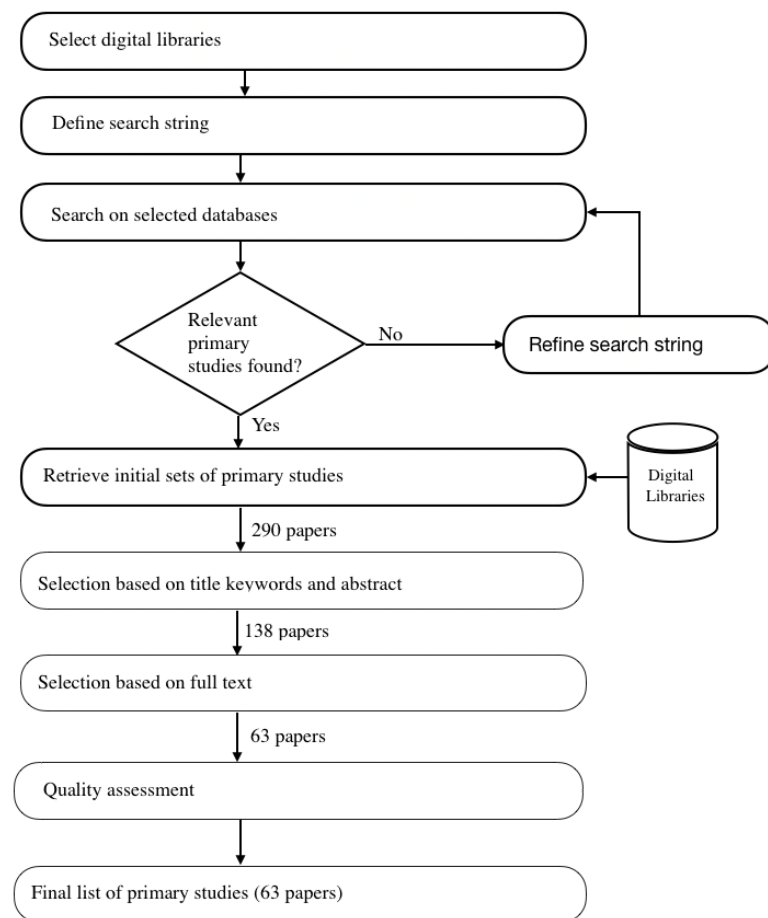 Select digital libraries
Define search string
Search on selected databases
Relevant
primary
studies found?
No
Refine search string
Yes
Retrieve initial sets of primary studies
Digital
Libraries
290 papers
Selection based on title keywords and abstract
138 papers
Selection based on full text
63 papers
Quality assessment
Final list of primary studies (63 papers)